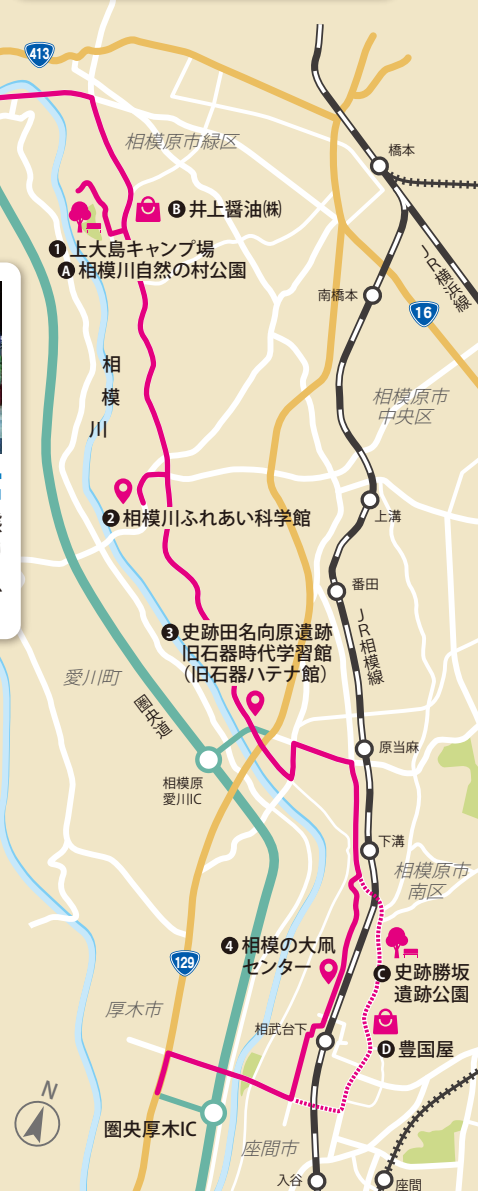 413
相模原市緑区
橋本
Ⓑ 井上醤油㈱
❶ 上大島キャンプ場
Ⓐ 相模川自然の村公園
JR横浜線
南橋本
16
相模川
相模原市
中央区
❷ 相模川ふれあい科学館
上溝
番田
JR相模線
❸ 史跡田名向原遺跡
旧石器時代学習館
（旧石器ハテナ館）
愛川町
圏央道
原当麻
相模原
愛川IC
下溝
相模原市
南区
❹ 相模の大凧
センター
129
Ⓒ 史跡勝坂
遺跡公園
厚木市
相武台下
Ⓓ 豊国屋
N
圏央厚木IC
座間市
入谷
座間